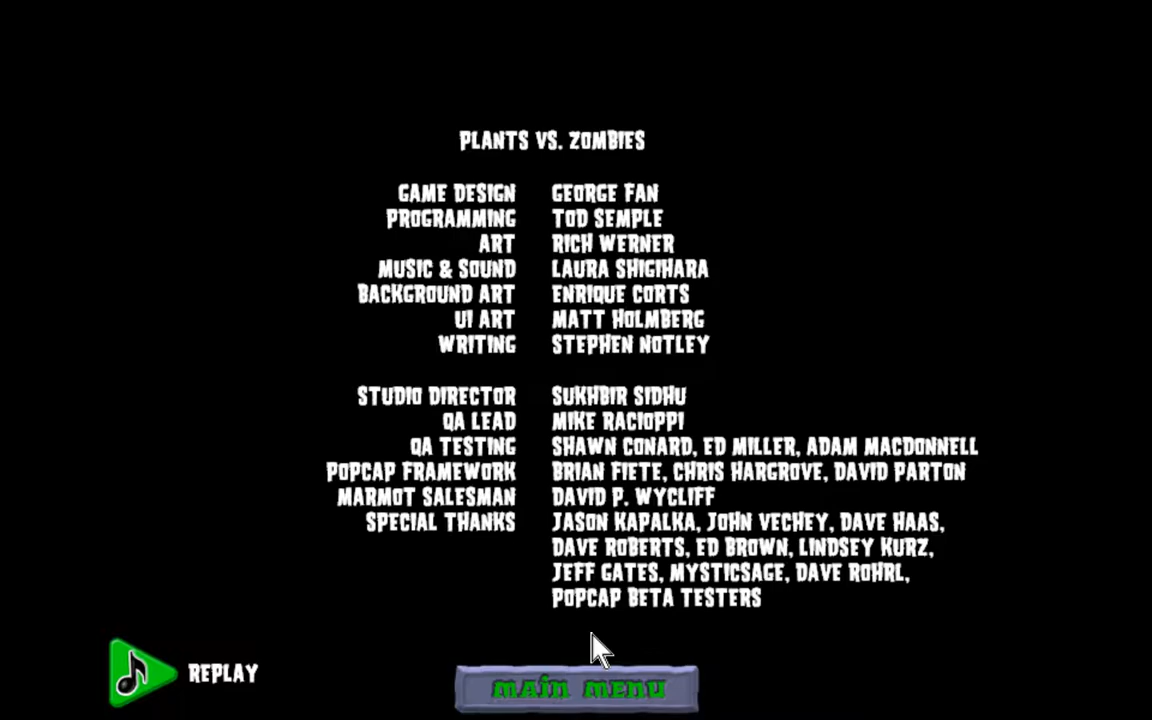 PLANTS VS. ZOMBIES
GAME DESIGN GEORGE FAN
PROGRAMMING TOD SEMPLE
ART RICH WERNER
MUSIC & SOUND LAURA SHIGIHARA
BACKGROUND ART ENRIQUE CORTS
UI ART MATT HOLMBERG
WRITING STEPHEN NOTLEY
STUDIO DIRECTOR SUKHBIR SIDHU
QA LEAD MIKE RACIOPPI
QA TESTING SHAWN CONARD, ED MILLER, ADAM MACDONNELL
POPCAP FRAMEWORK BRIAN FIETE, CHRIS HARGROVE, DAVID PARTON
MARMOT SALESMAN DAVID P. WYCLIFF
SPECIAL THANKS JASON KAPALKA, JOHN VECHEY, DAVE HAAS,
DAVE ROBERTS, ED BROWN, LINDSEY KURZ,
JEFF GATES, MYSTICSAGE, DAVE ROHRL,
POPCAP BETA TESTERS
REPLAY
MAIN MENU